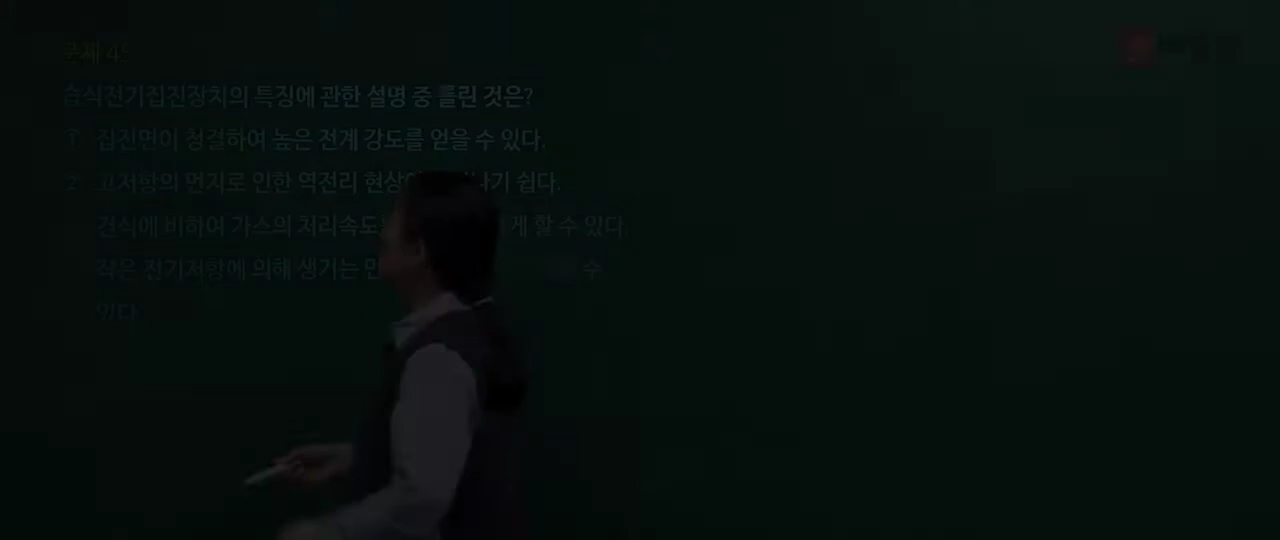 문제 4
습식전기집진장치의 특징에 관한 설명 중 틀린 것은?
① 집진면이 청결하여 높은 전계 강도를 얻을 수 있다.
② 고저항의 먼지로 인한 역전리 현상 기 쉽다.
건식에 비하여 가스의 처리속도 게 할 수 있다.
작은 전기저항에 의해 생기는 수
있다.